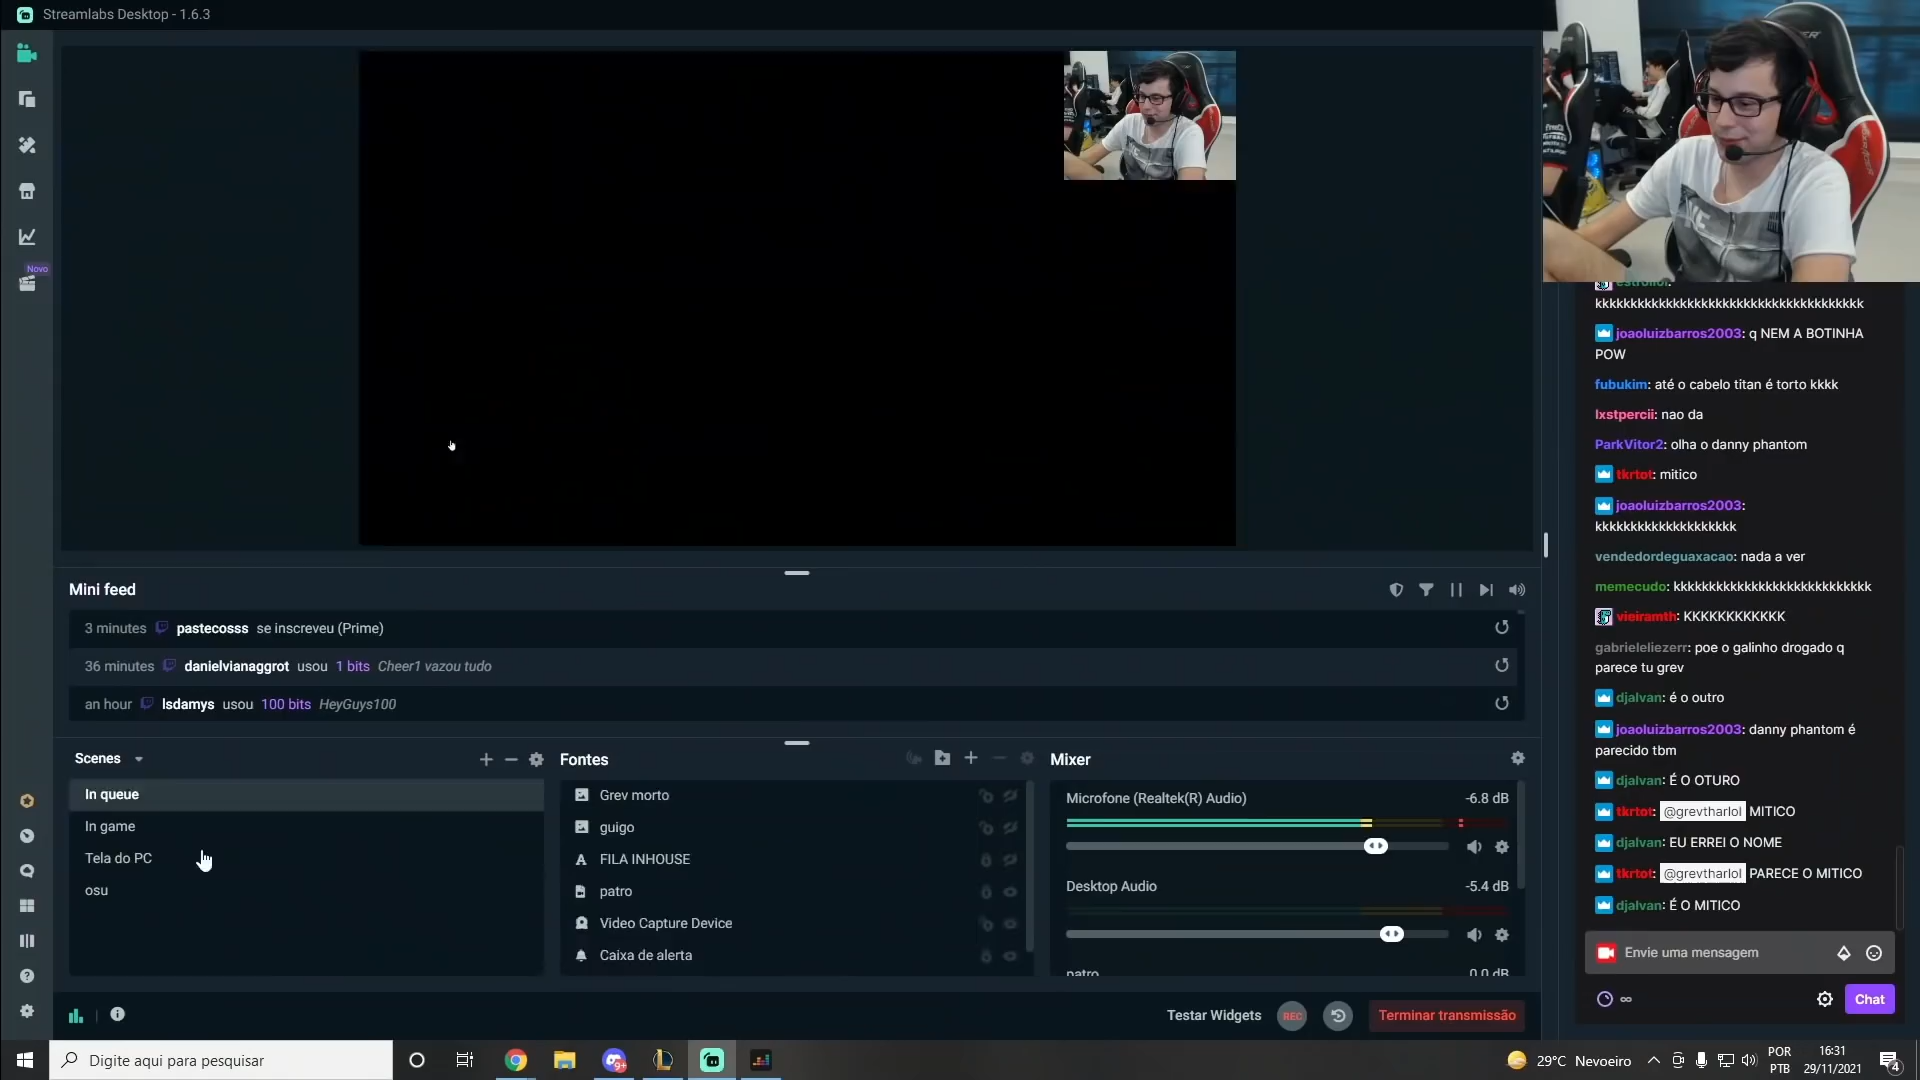 Streamlabs Desktop - 1.6.3
Novo
Mini feed
3 minutes pastecosss se inscreveu (Prime)
36 minutes danielvianaggrot usou 1 bits Cheer1 vazou tudo
an hour lsdamys usou 100 bits HeyGuys100
Scenes
In queue
In game
Tela do PC
osu
Fontes
Grev morto
guigo
FILA INHOUSE
patro
Video Capture Device
Caixa de alerta
Mixer
Microfone (Realtek(R) Audio) -6.8 dB
Desktop Audio -5.4 dB
patro 0.0 dB
Testar Widgets REC Terminar transmissão
kkkkkkkkkkkkkkkkkkkkkkkkkkkkkkkkkkkkkk
joaoluizbarros2003: q NEM A BOTINHA
POW
fubukim: até o cabelo titan é torto kkkk
lxstpercii: nao da
ParkVitor2: olha o danny phantom
tkrtot: mitico
joaoluizbarros2003:
kkkkkkkkkkkkkkkkkkkk
vendedordeguaxacao: nada a ver
memecudo: kkkkkkkkkkkkkkkkkkkkkkkkkkkk
vieiramth: KKKKKKKKKKKK
gabrieleliezerr: poe o galinho drogado q
parece tu grev
djalvan: é o outro
joaoluizbarros2003: danny phantom é
parecido tbm
djalvan: É O OTURO
tkrtot: @grevtharlol MITICO
djalvan: EU ERREI O NOME
tkrtot: @grevtharlol PARECE O MITICO
djalvan: É O MITICO
Envie uma mensagem
Chat
Digite aqui para pesquisar
9+
29°C Nevoeiro
POR
PTB
16:31
29/11/2021
4